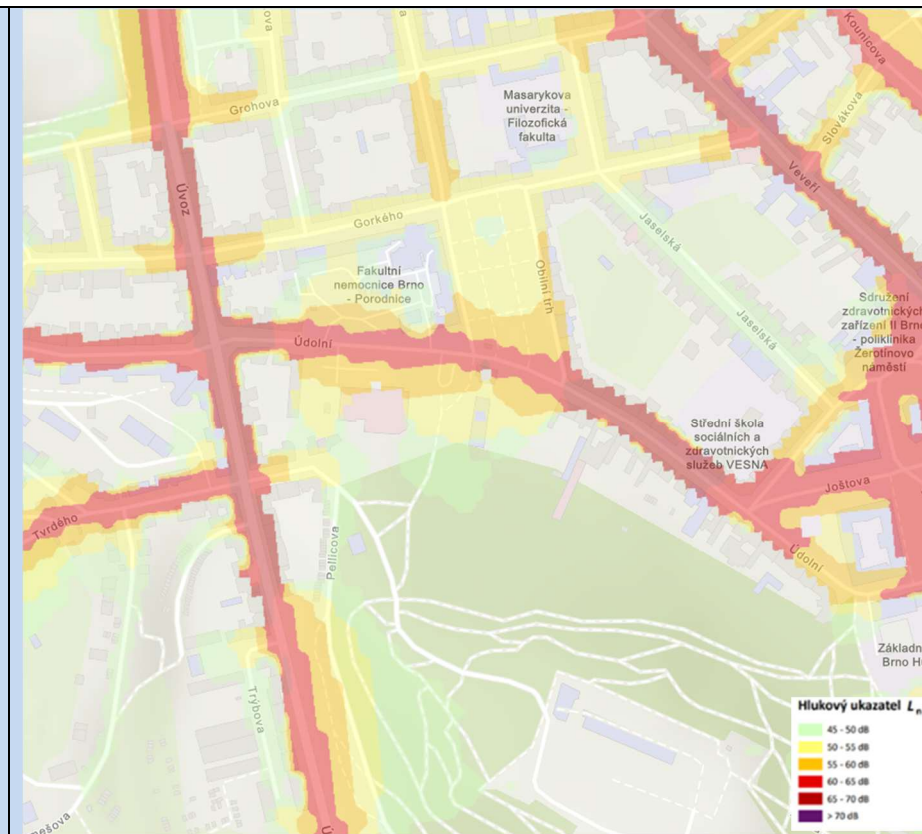 Kounicova
Grohova
Masarykova
univerzita -
Filozofická
fakulta
Slovákova
Veveří
Úvoz
Gorkého
Jaselská
Obilní trh
Fakultní
nemocnice Brno
- Porodnice
Údolní
Jaselská
Sdružení
zdravotnických
zařízení II Brno
- poliklinika
Žerotínovo
náměstí
Střední škola
sociálních a
zdravotnických
služeb VESNA
Joštova
Tvrdého
Pellicova
Údolní
Základn
Brno H
Trýbova
Hlukový ukazatel L n
45 - 50 dB
50 - 55 dB
55 - 60 dB
60 - 65 dB
65 - 70 dB
> 70 dB